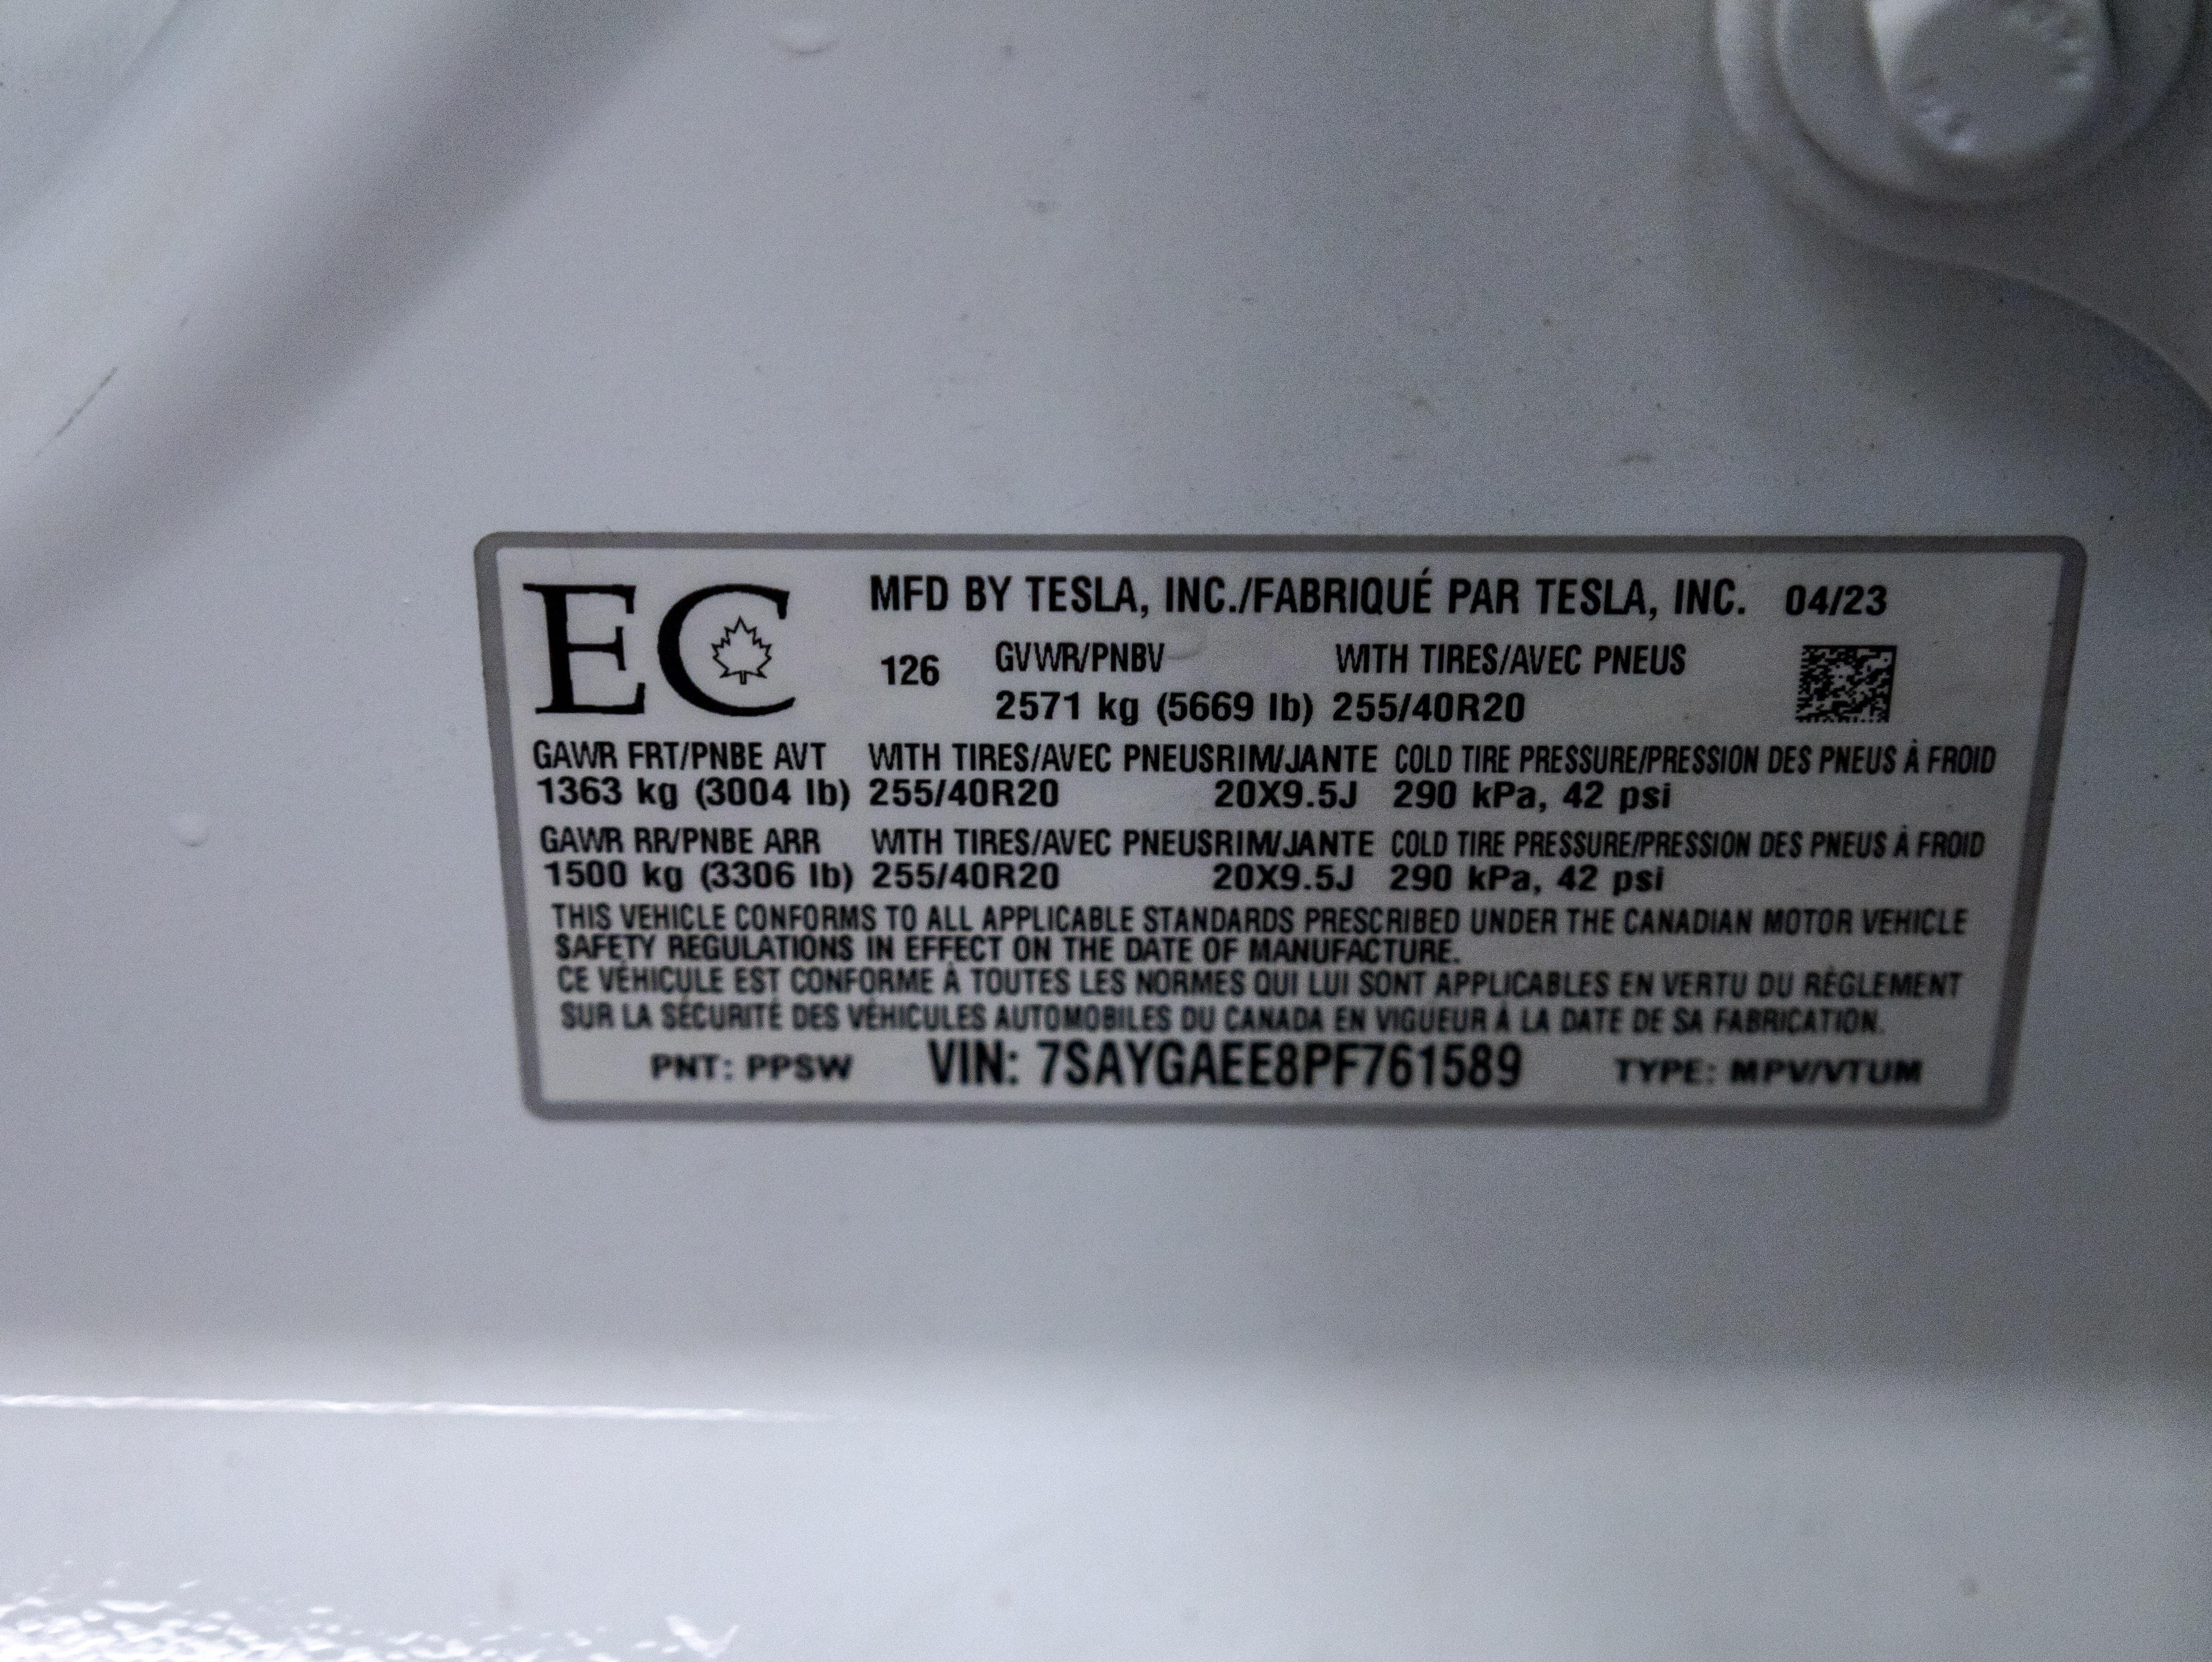 EC MFD BY TESLA, INC./FABRIQUÉ PAR TESLA, INC. 04/23
126 GVWR/PNBV WITH TIRES/AVEC PNEUS
2571 kg (5669 lb) 255/40R20
GAWR FRT/PNBE AVT WITH TIRES/AVEC PNEUS RIM/JANTE COLD TIRE PRESSURE/PRESSION DES PNEUS À FROID
1363 kg (3004 lb) 255/40R20 20X9.5J 290 kPa, 42 psi
GAWR RR/PNBE ARR WITH TIRES/AVEC PNEUS RIM/JANTE COLD TIRE PRESSURE/PRESSION DES PNEUS À FROID
1500 kg (3306 lb) 255/40R20 20X9.5J 290 kPa, 42 psi
THIS VEHICLE CONFORMS TO ALL APPLICABLE STANDARDS PRESCRIBED UNDER THE CANADIAN MOTOR VEHICLE
SAFETY REGULATIONS IN EFFECT ON THE DATE OF MANUFACTURE.
CE VÉHICULE EST CONFORME À TOUTES LES NORMES QUI LUI SONT APPLICABLES EN VERTU DU RÈGLEMENT
SUR LA SÉCURITÉ DES VÉHICULES AUTOMOBILES DU CANADA EN VIGUEUR À LA DATE DE SA FABRICATION.
PNT: PPSW VIN: 7SAYGAEE8PF761589 TYPE: MPV/VTUM